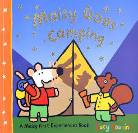 Maisy Goes
Camping
A Maisy First Experiences Book
Lucy Cousins